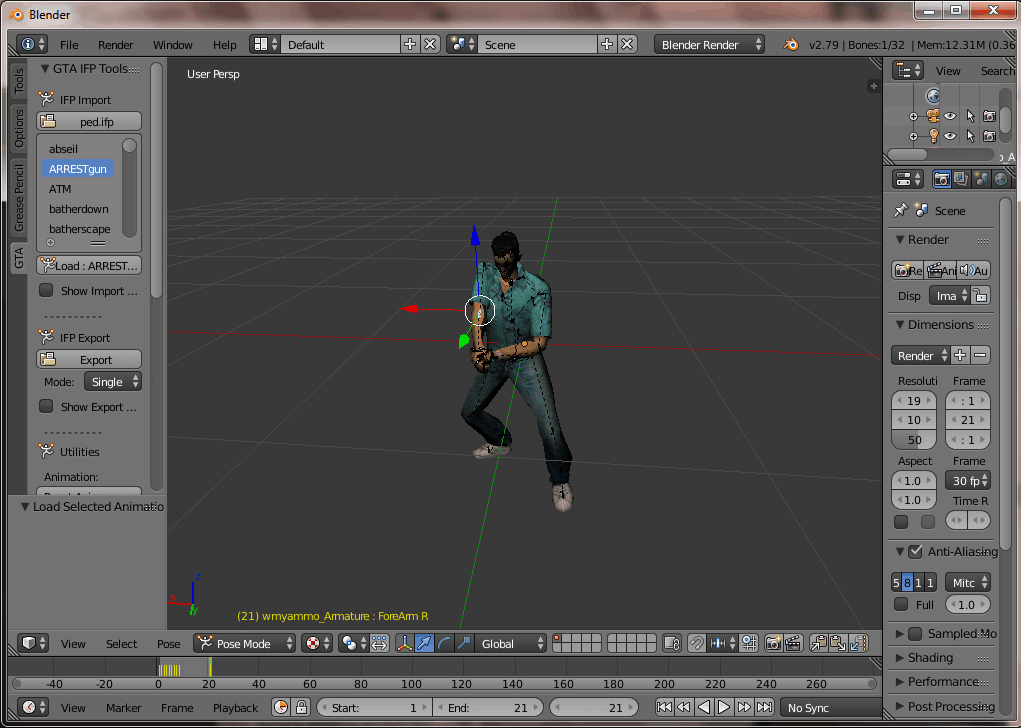 Blender
File Render Window Help Default Scene Blender Render v2.79 | Bones:1/32 | Mem:12.31M (0.36
Tools
Options
Grease Pencil
GTA
GTA IFP Tools
IFP Import
ped.ifp
abseil
ARRESTgun
ATM
batherdown
batherscape
Load : ARREST...
Show Import ...
IFP Export
Export
Mode: Single
Show Export ...
Utilities
Animation:
Load Selected Animatio
User Persp
(21) wmyammo_Armature : ForeArm R
View Search
Scene
Render
Re Ani Au
Disp Ima
Dimensions
Render
Resoluti Frame
19 : 1
10 21
50 : 1
Aspect Frame
1.0 30 fp
1.0 Time R
Anti-Aliasing
5 8 1 1 Mitc
Full 1.0
Sampled Mo
Shading
Performance
Post Processing
View Select Pose Pose Mode Global
-40 -20 0 20 40 60 80 100 120 140 160 180 200 220 240 260
View Marker Frame Playback Start: 1 End: 21 21 No Sync